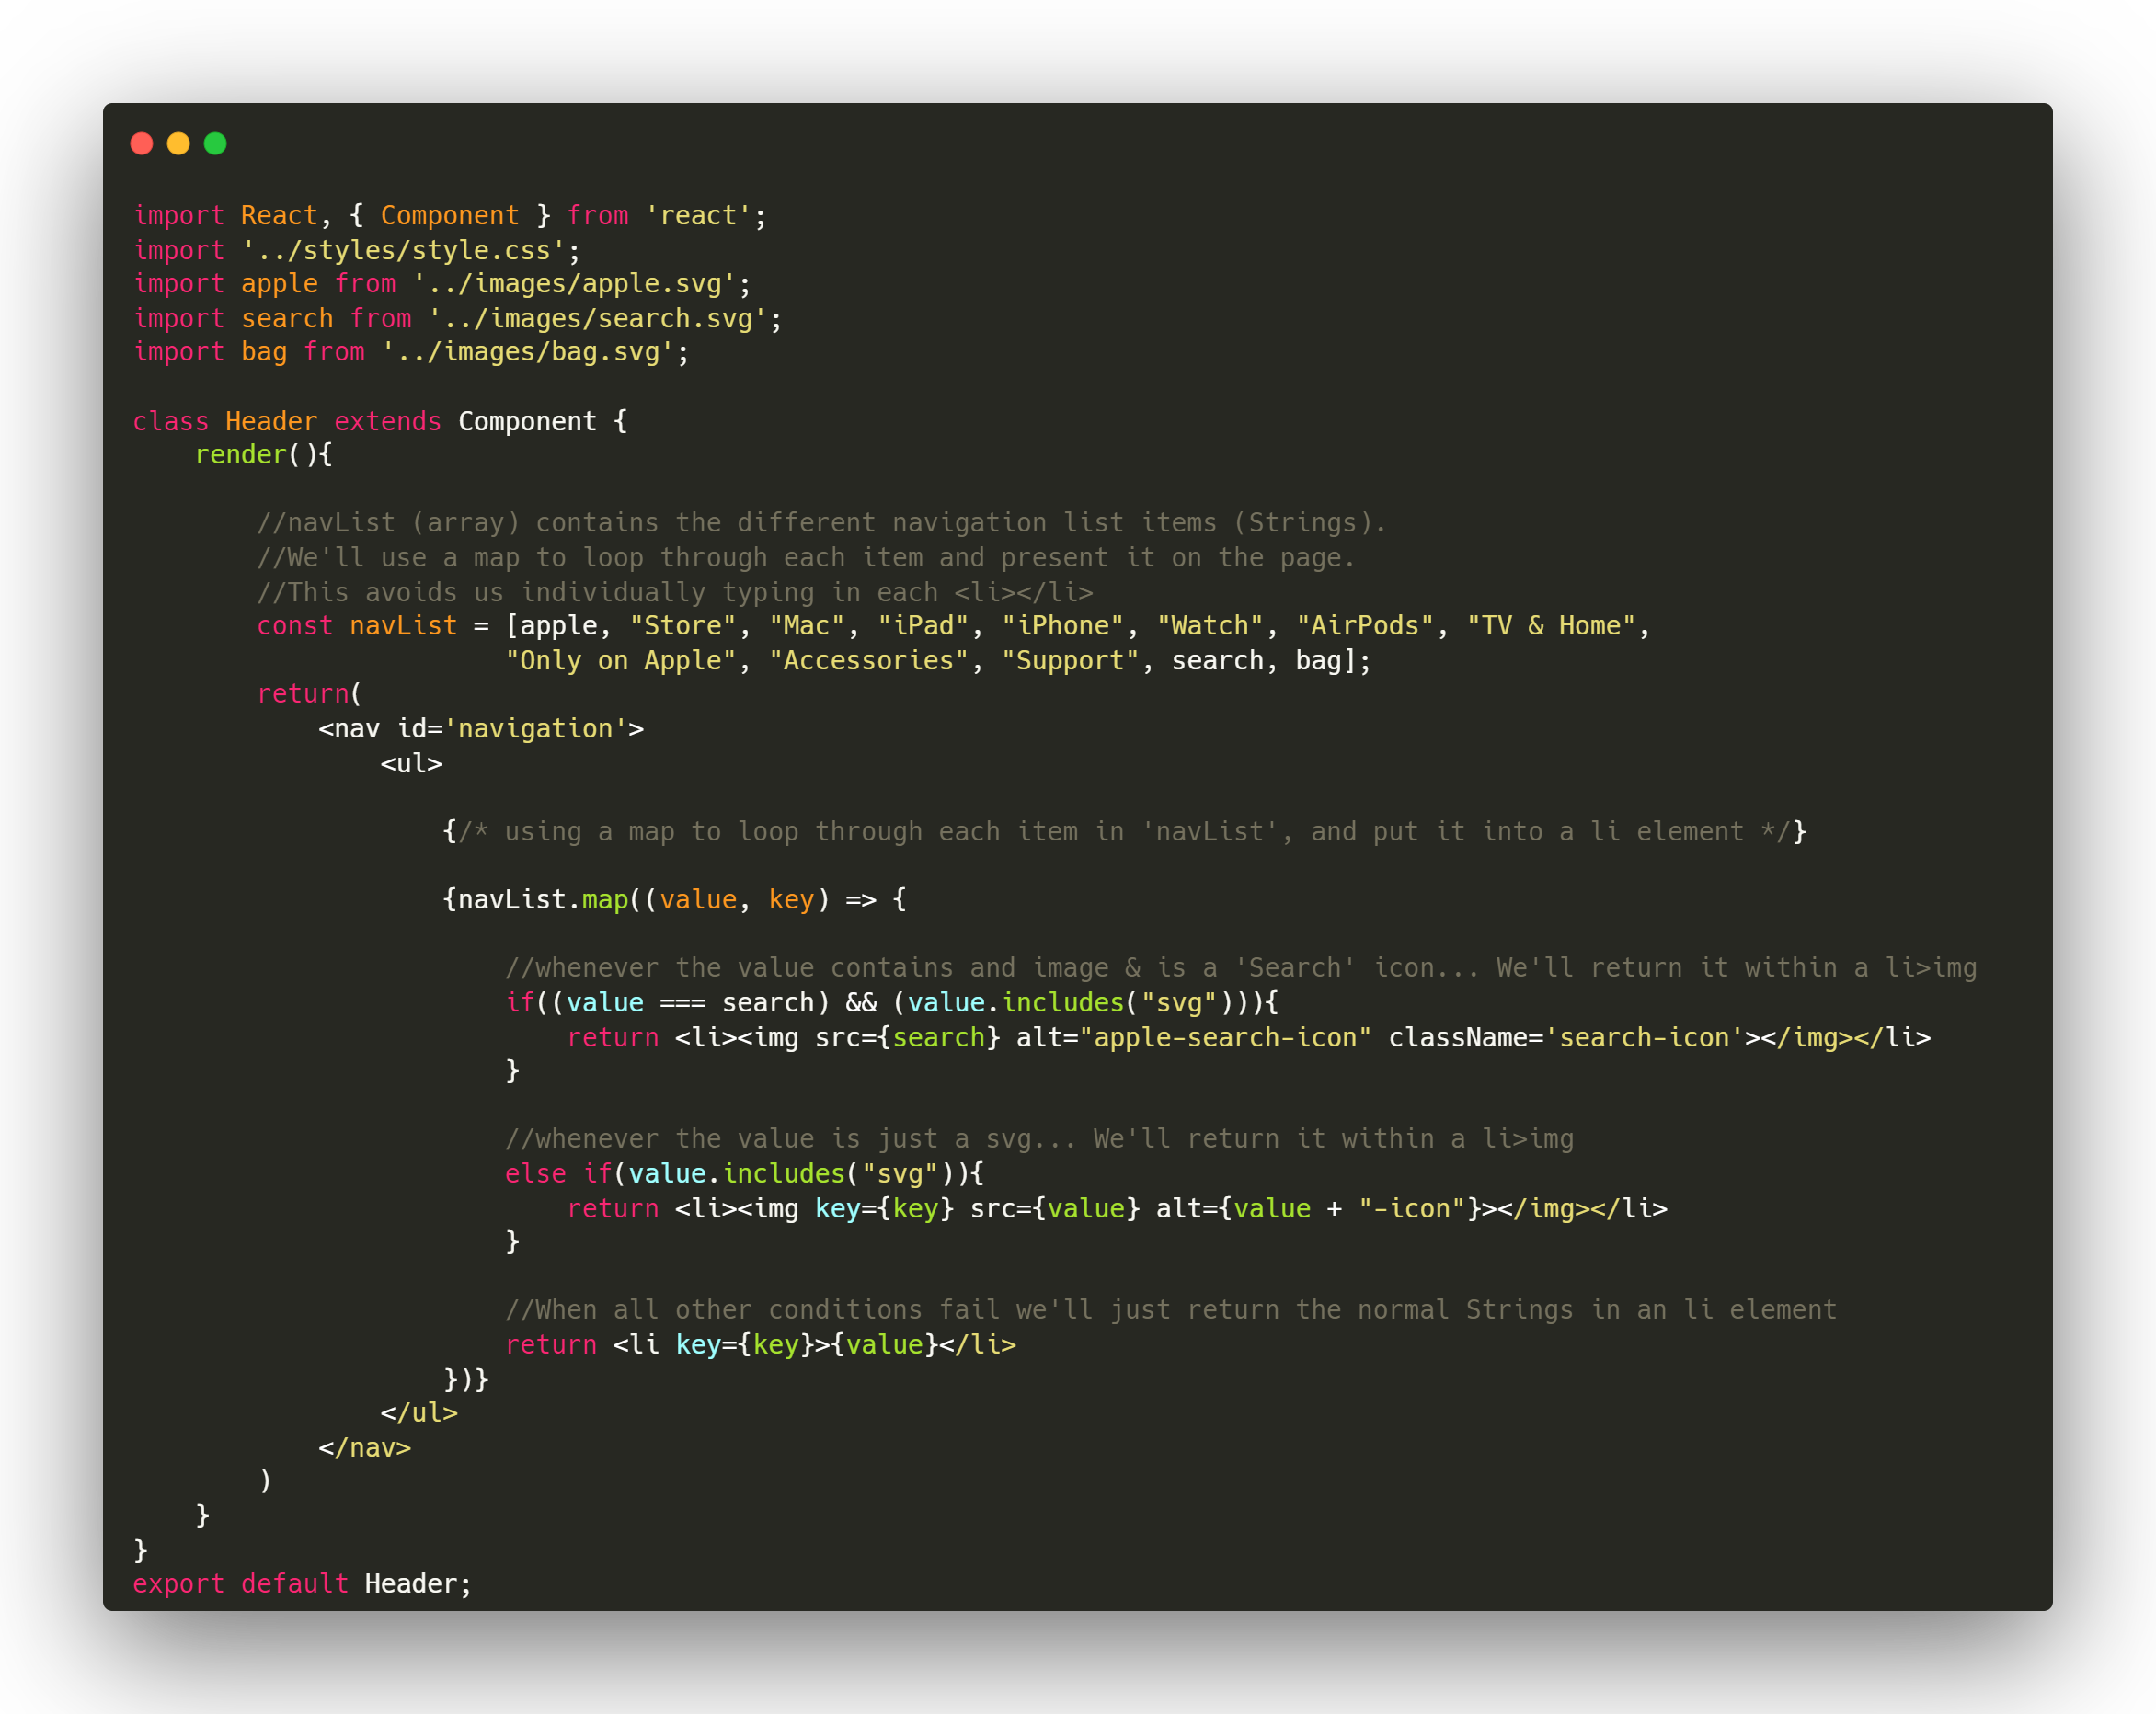 import React, { Component } from 'react';
import '../styles/style.css';
import apple from '../images/apple.svg';
import search from '../images/search.svg';
import bag from '../images/bag.svg';

class Header extends Component {
    render(){

        //navList (array) contains the different navigation list items (Strings).
        //We'll use a map to loop through each item and present it on the page.
        //This avoids us individually typing in each <li></li>
        const navList = [apple, "Store", "Mac", "iPad", "iPhone", "Watch", "AirPods", "TV & Home",
                        "Only on Apple", "Accessories", "Support", search, bag];
        return(
            <nav id='navigation'>
                <ul>

                    {/* using a map to loop through each item in 'navList', and put it into a li element */}

                    {navList.map((value, key) => {

                        //whenever the value contains and image & is a 'Search' icon... We'll return it within a li>img
                        if((value === search) && (value.includes("svg"))){
                            return <li><img src={search} alt="apple-search-icon" className='search-icon'></img></li>
                        }

                        //whenever the value is just a svg... We'll return it within a li>img
                        else if(value.includes("svg")){
                            return <li><img key={key} src={value} alt={value + "-icon"}></img></li>
                        }

                        //When all other conditions fail we'll just return the normal Strings in an li element
                        return <li key={key}>{value}</li>
                    })}
                </ul>
            </nav>
        )
    }
}
export default Header;